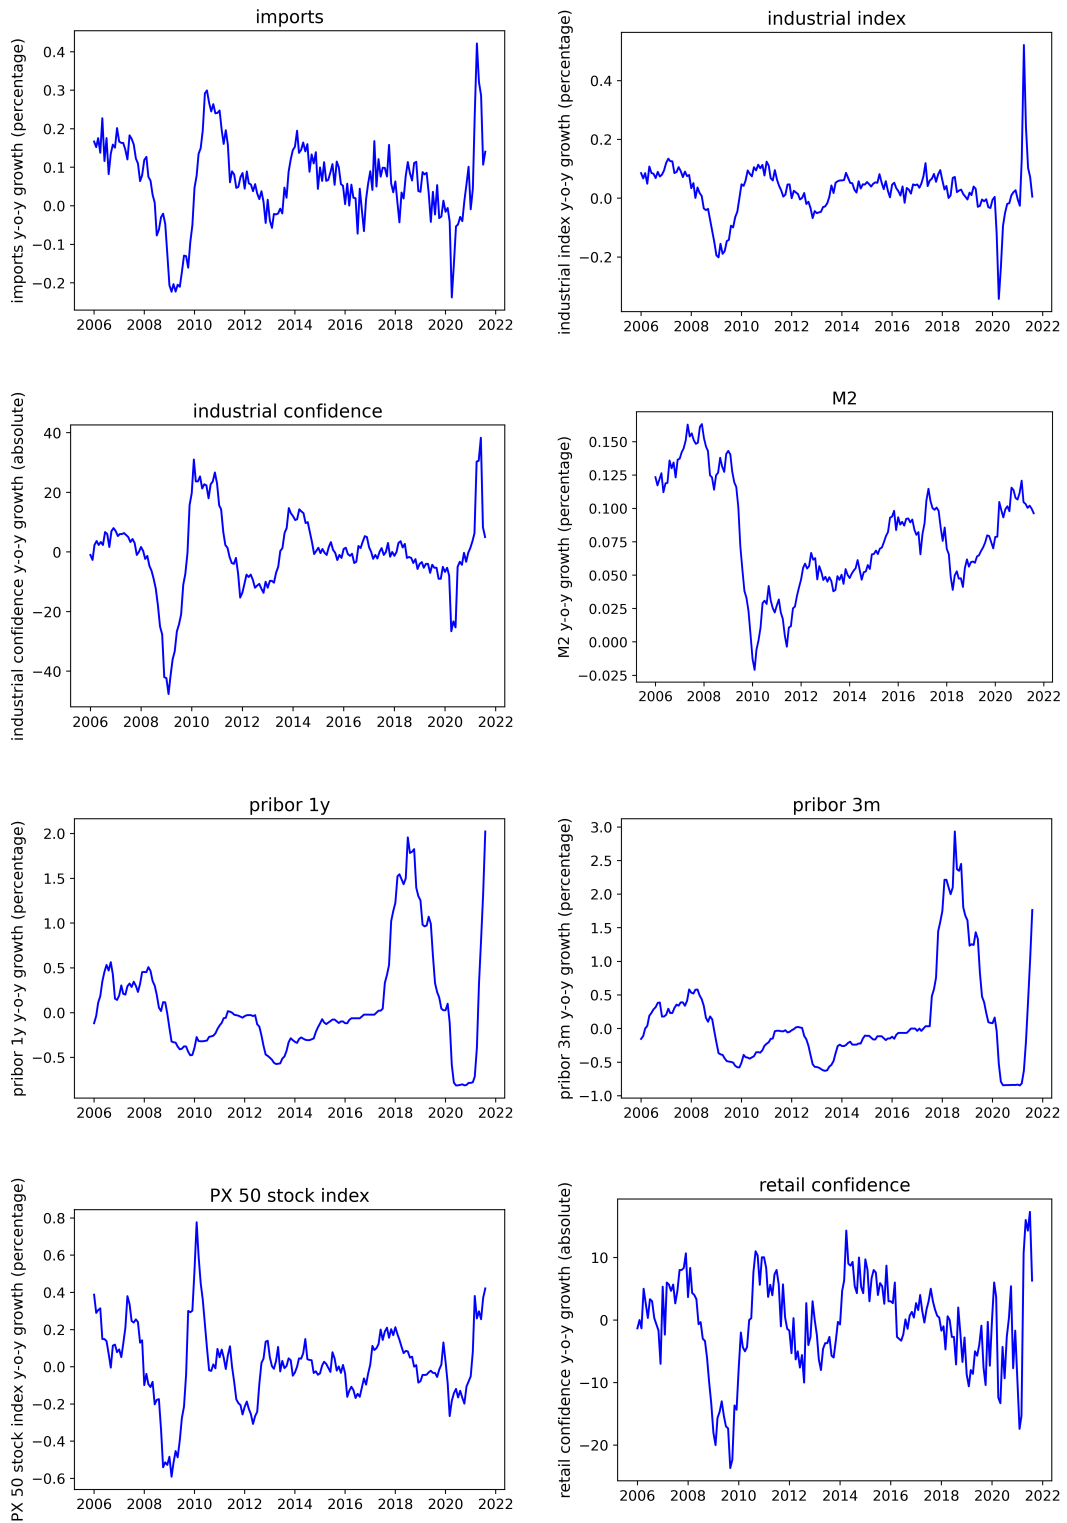 imports
imports y-o-y growth (percentage)
0.4
0.3
0.2
0.1
0.0
−0.1
−0.2
2006 2008 2010 2012 2014 2016 2018 2020 2022
industrial index
industrial index y-o-y growth (percentage)
0.4
0.2
0.0
−0.2
2006 2008 2010 2012 2014 2016 2018 2020 2022
industrial confidence
industrial confidence y-o-y growth (absolute)
40
20
0
−20
−40
2006 2008 2010 2012 2014 2016 2018 2020 2022
M2
M2 y-o-y growth (percentage)
0.150
0.125
0.100
0.075
0.050
0.025
0.000
−0.025
2006 2008 2010 2012 2014 2016 2018 2020 2022
pribor 1y
pribor 1y y-o-y growth (percentage)
2.0
1.5
1.0
0.5
0.0
−0.5
2006 2008 2010 2012 2014 2016 2018 2020 2022
pribor 3m
pribor 3m y-o-y growth (percentage)
3.0
2.5
2.0
1.5
1.0
0.5
0.0
−0.5
−1.0
2006 2008 2010 2012 2014 2016 2018 2020 2022
PX 50 stock index
PX 50 stock index y-o-y growth (percentage)
0.8
0.6
0.4
0.2
0.0
−0.2
−0.4
−0.6
2006 2008 2010 2012 2014 2016 2018 2020 2022
retail confidence
retail confidence y-o-y growth (absolute)
10
0
−10
−20
2006 2008 2010 2012 2014 2016 2018 2020 2022